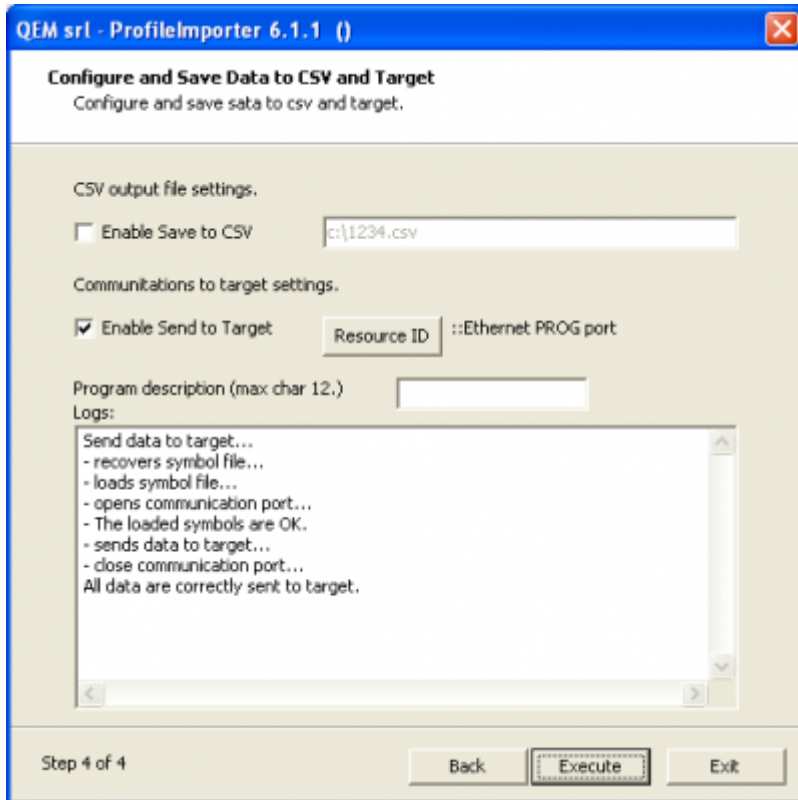 QEM srl - ProfileImporter 6.1.1 ()
Configure and Save Data to CSV and Target
Configure and save sata to csv and target.
CSV output file settings.
Enable Save to CSV
c:\1234.csv
Communitations to target settings.
Enable Send to Target
Resource ID
::Ethernet PROG port
Program description (max char 12.)
Logs:
Send data to target...
- recovers symbol file...
- loads symbol file...
- opens communication port...
- The loaded symbols are OK.
- sends data to target...
- close communication port...
All data are correctly sent to target.
Step 4 of 4
Back
Execute
Exit